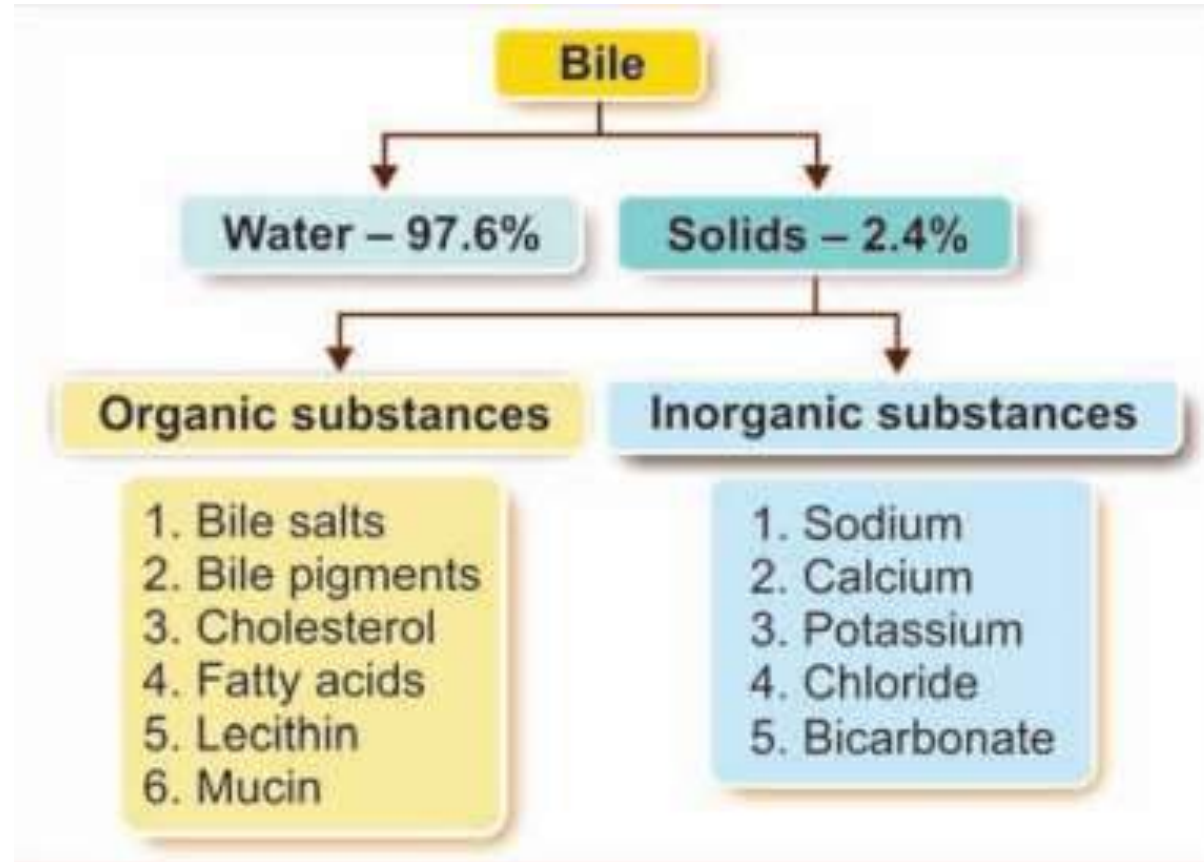 Bile
Water – 97.6%
Solids – 2.4%
Organic substances
1. Bile salts
2. Bile pigments
3. Cholesterol
4. Fatty acids
5. Lecithin
6. Mucin
Inorganic substances
1. Sodium
2. Calcium
3. Potassium
4. Chloride
5. Bicarbonate